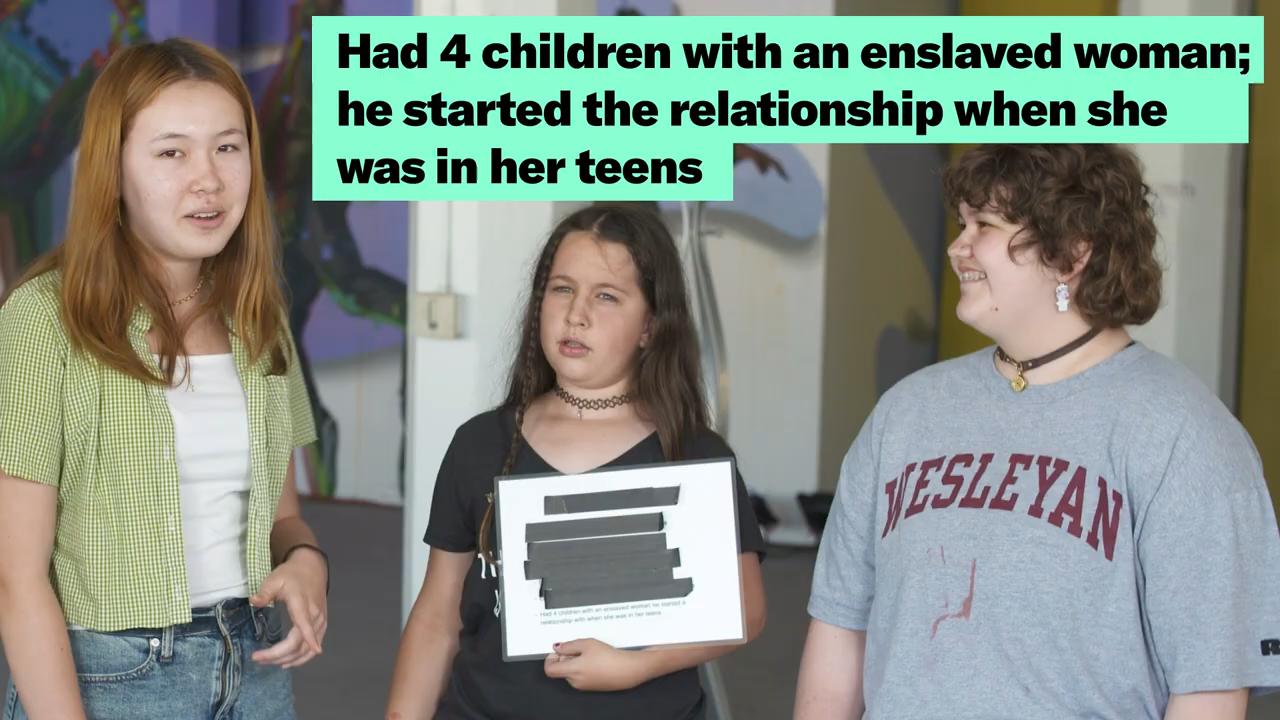 Had 4 children with an enslaved woman;
he started the relationship when she
was in her teens
WESLEYAN
Had 4 children with an enslaved woman he started a
relationship with when she was in her teens